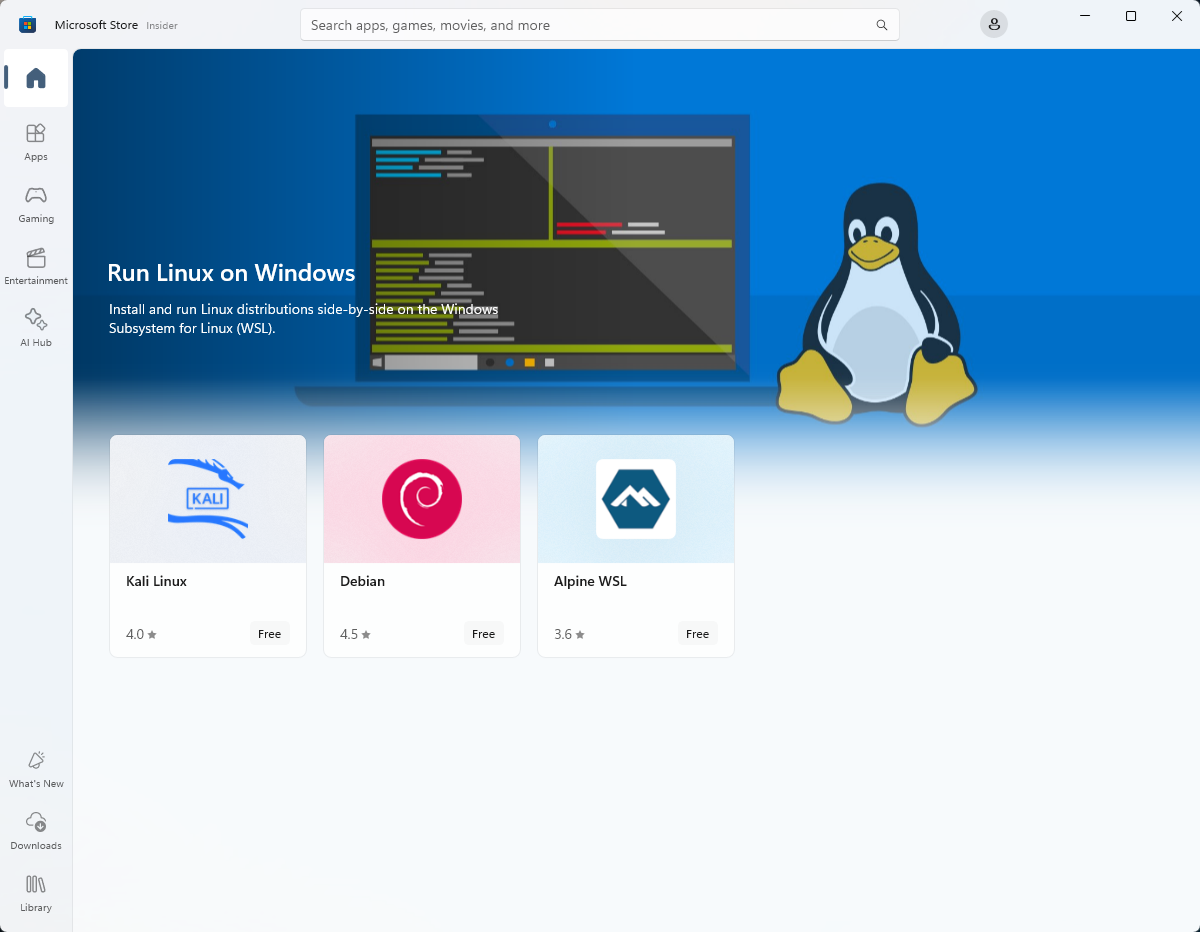 Microsoft Store Insider
Search apps, games, movies, and more
Apps
Gaming
Entertainment
AI Hub
Run Linux on Windows
Install and run Linux distributions side-by-side on the Windows
Subsystem for Linux (WSL).
KALI
Kali Linux
4.0
Free
Debian
4.5
Free
Alpine WSL
3.6
Free
What's New
Downloads
Library